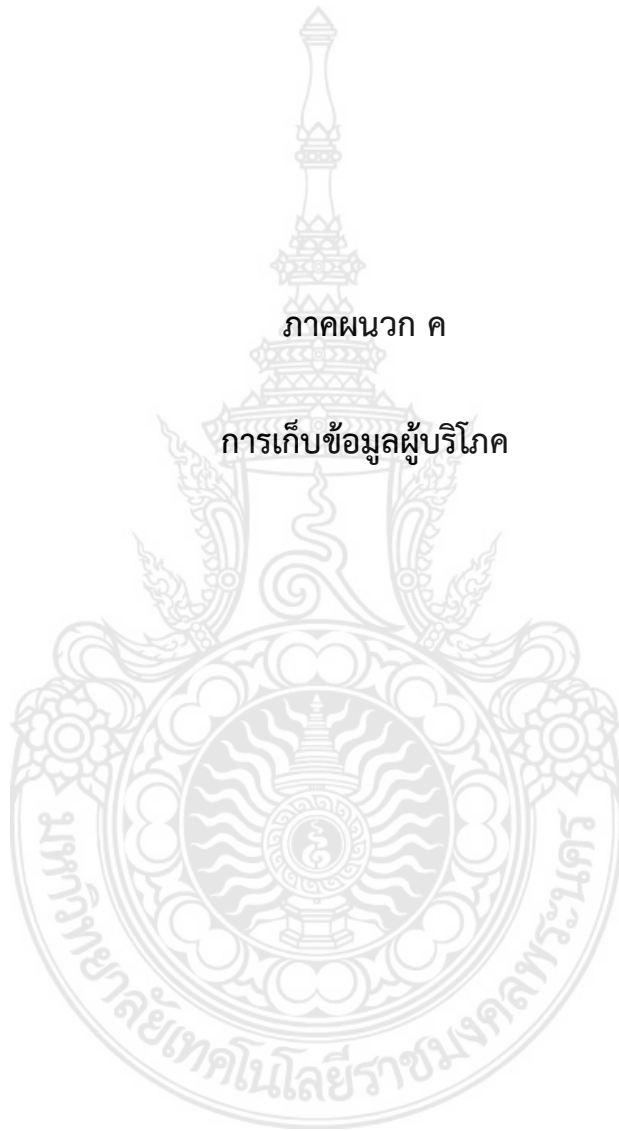 ภาคผนวก ค
การเก็บข้อมูลผู้บริโภค
มหาวิทยาลัยเทคโนโลยีราชมงคลพระนคร